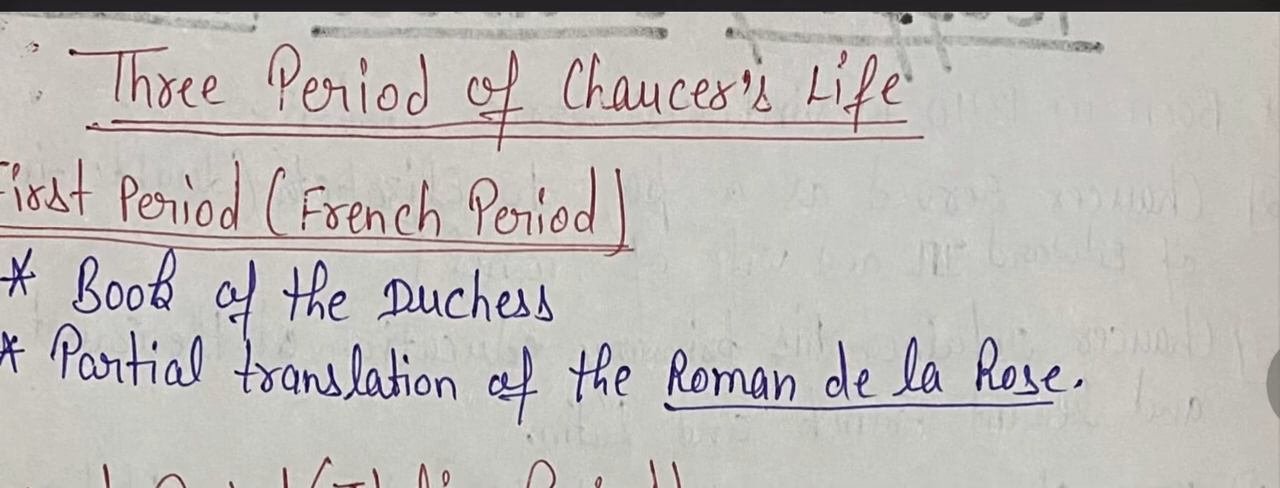 Three Period of Chaucer's Life
First Period (French Period)
* Book of the Duchess
* Partial translation of the Roman de la Rose.